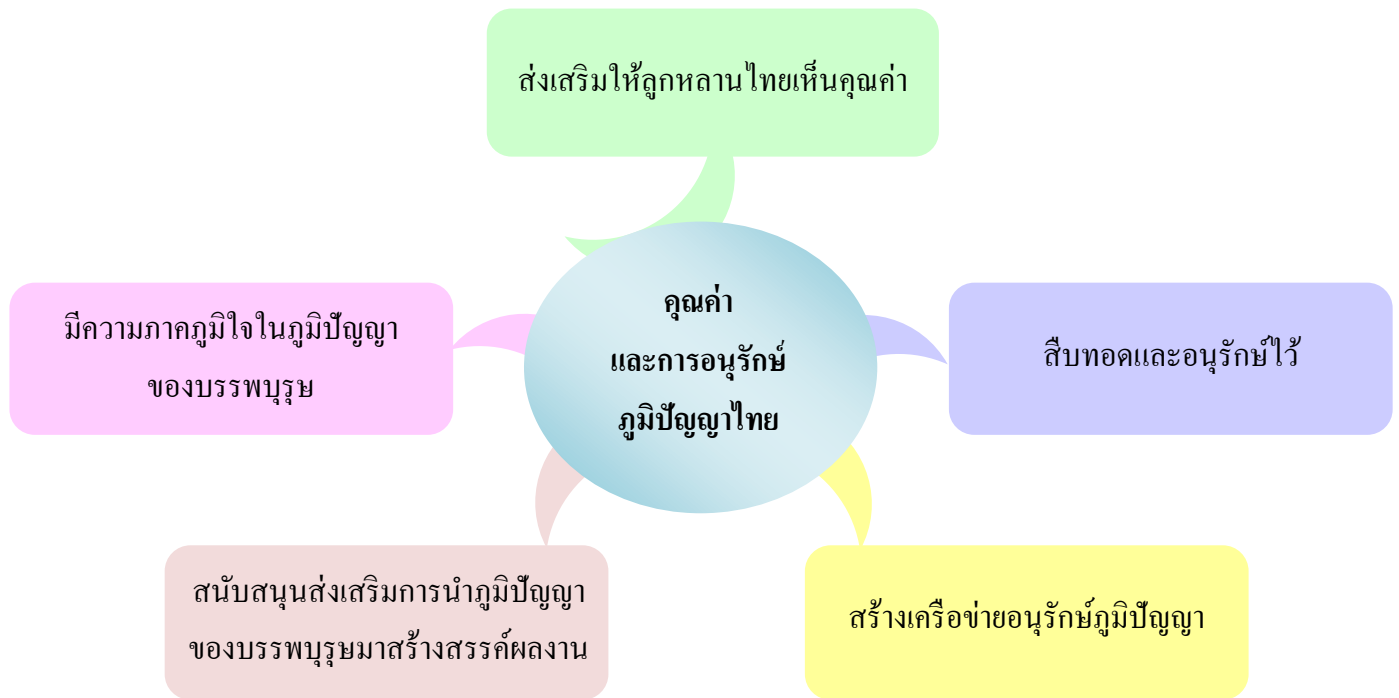 ส่งเสริมให้ลูกหลานไทยเห็นคุณค่า
คุณค่า
และการอนุรักษ์
ภูมิปัญญาไทย
มีความภาคภูมิใจในภูมิปัญญา
ของบรรพบุรุษ
สืบทอดและอนุรักษ์ไว้
สนับสนุนส่งเสริมการนำภูมิปัญญา
ของบรรพบุรุษมาสร้างสรรค์ผลงาน
สร้างเครือข่ายอนุรักษ์ภูมิปัญญา